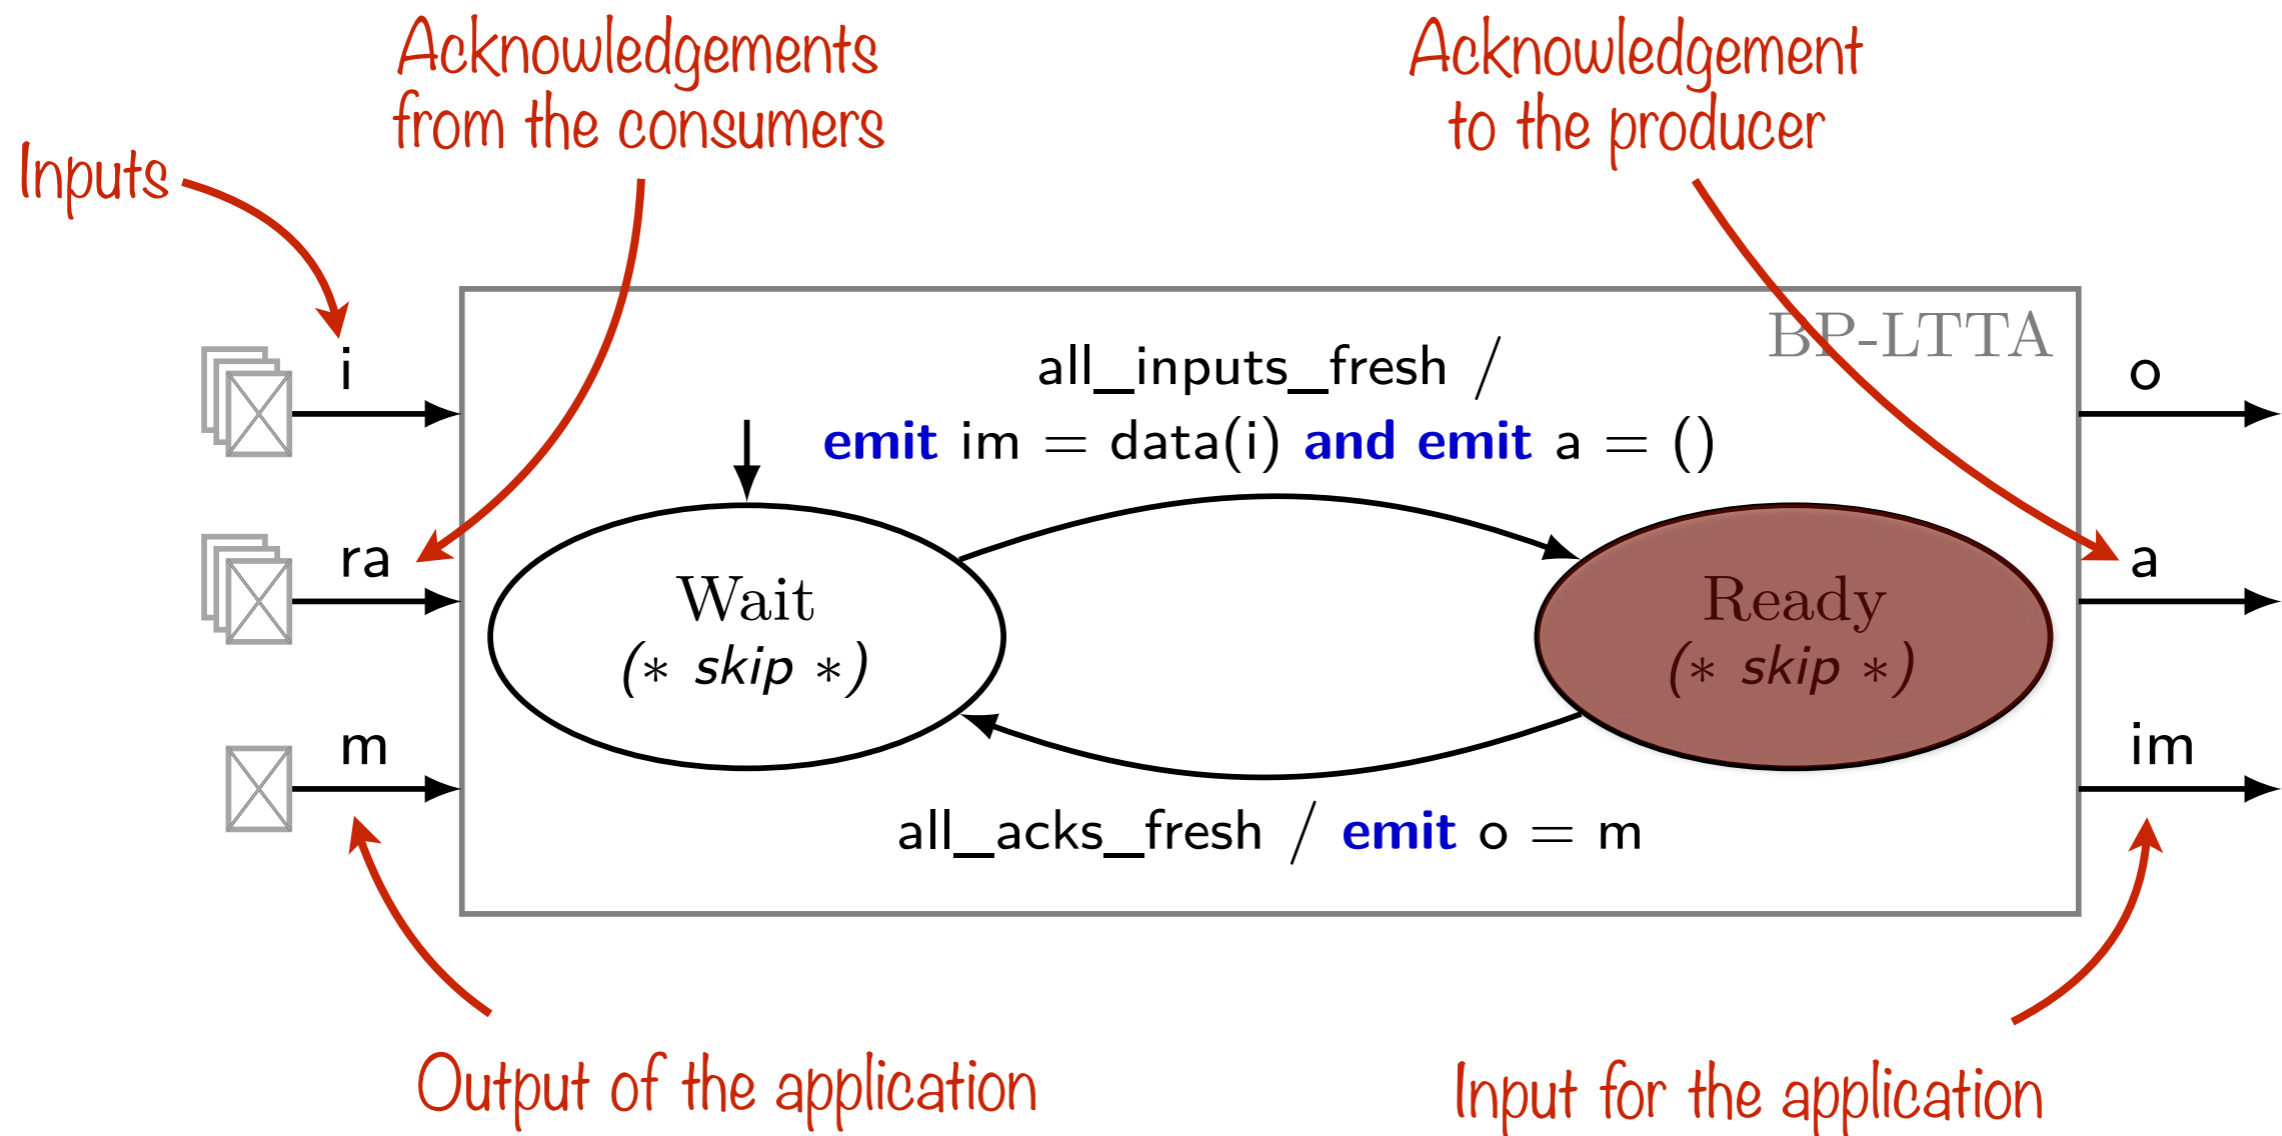 Acknowledgements
from the consumers
Acknowledgement
to the producer
Inputs
BP-LTTA
i
all_inputs_fresh /
o
emit im = data(i) and emit a = ()
ra
a
Wait
(* skip *)
Ready
(* skip *)
m
im
all_acks_fresh / emit o = m
Output of the application
Input for the application